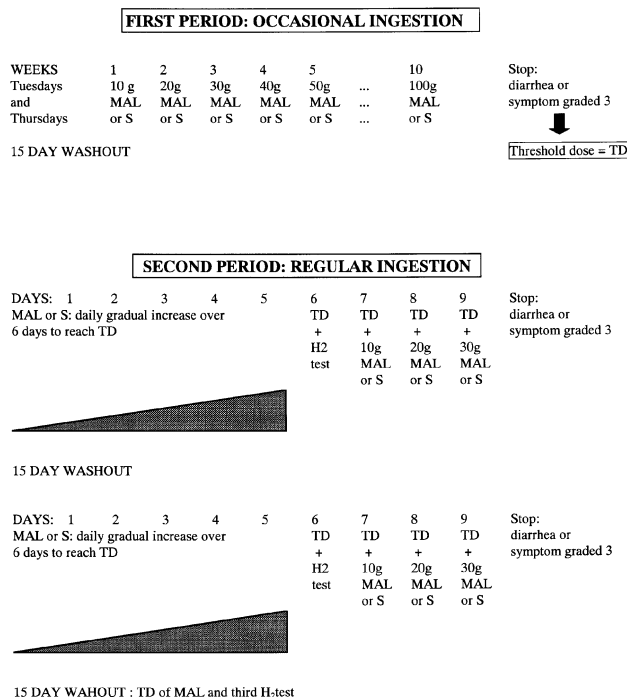 FIRST PERIOD: OCCASIONAL INGESTION
WEEKS 1 2 3 4 5 10 Stop:
Tuesdays 10 g 20g 30g 40g 50g ... 100g diarrhea or
and MAL MAL MAL MAL MAL ... MAL symptom graded 3
Thursdays or S or S or S or S or S ... or S
15 DAY WASHOUT Threshold dose = TD
SECOND PERIOD: REGULAR INGESTION
DAYS: 1 2 3 4 5 6 7 8 9 Stop:
MAL or S: daily gradual increase over TD TD TD TD diarrhea or
6 days to reach TD + + + + symptom graded 3
H2 10g 20g 30g
test MAL MAL MAL
or S or S or S
15 DAY WASHOUT
DAYS: 1 2 3 4 5 6 7 8 9 Stop:
MAL or S: daily gradual increase over TD TD TD TD diarrhea or
6 days to reach TD + + + + symptom graded 3
H2 10g 20g 30g
test MAL MAL MAL
or S or S or S
15 DAY WAHOUT : TD of MAL and third H₂test